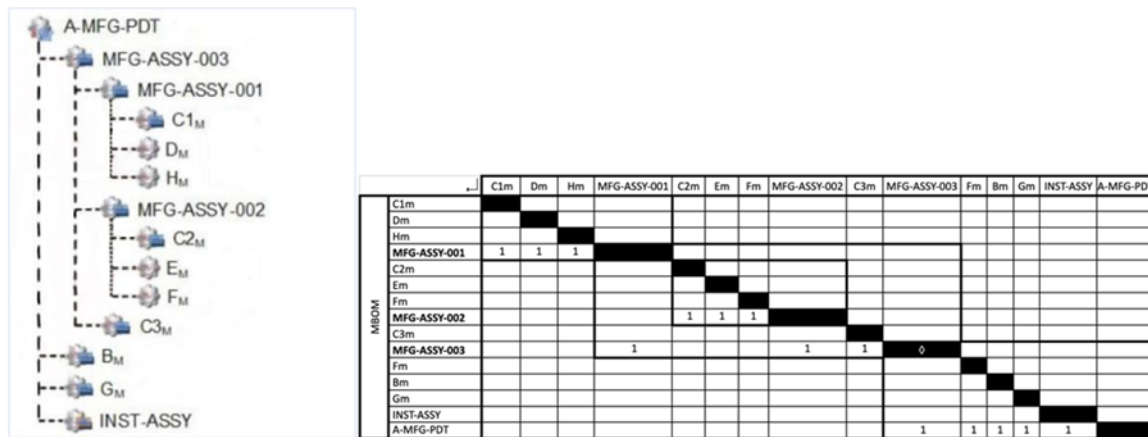 A-MFG-PDT
MFG-ASSY-003
MFG-ASSY-001
C1M
DM
HM
MFG-ASSY-002
C2M
EM
FM
C3M
BM
GM
INST-ASSY
C1m Dm Hm MFG-ASSY-001 C2m Em Fm MFG-ASSY-002 C3m MFG-ASSY-003 Fm Bm Gm INST-ASSY A-MFG-PD
MBOM
C1m
Dm
Hm
MFG-ASSY-001 1 1 1
C2m
Em
Fm
MFG-ASSY-002 1 1 1
C3m
MFG-ASSY-003 1 1 1 ◊
Fm
Bm
Gm
INST-ASSY
A-MFG-PDT 1 1 1 1 1